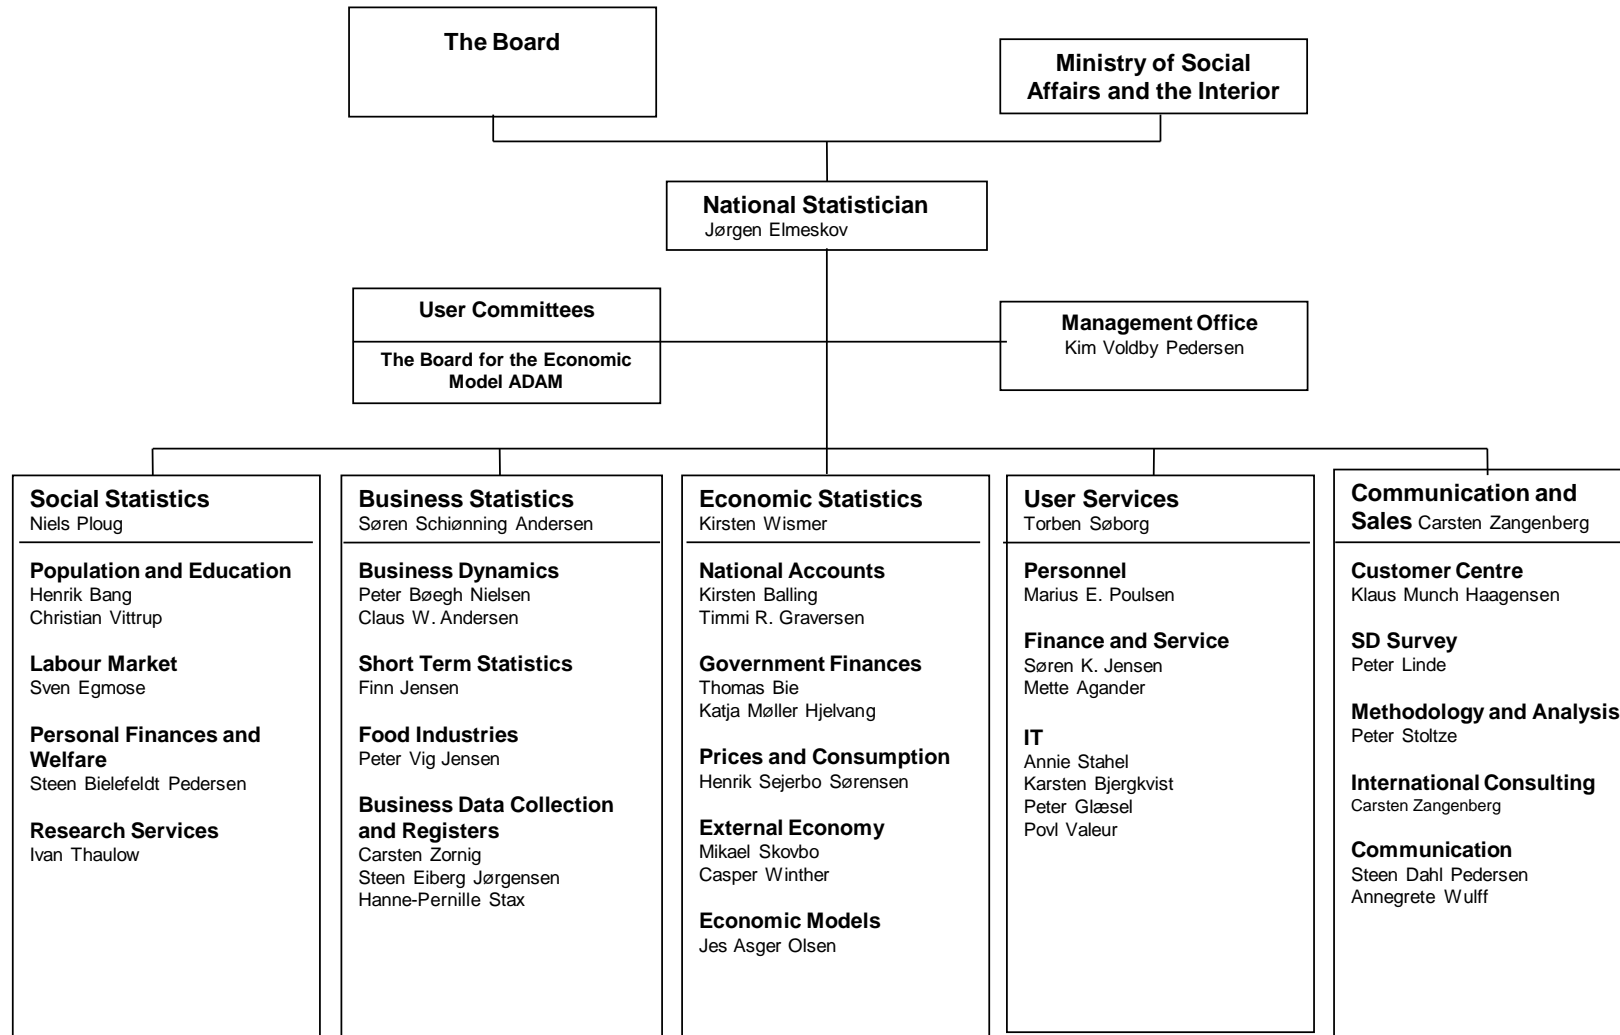 The Board
Ministry of Social
Affairs and the Interior
National Statistician
Jørgen Elmeskov
User Committees
The Board for the Economic
Model ADAM
Management Office
Kim Voldby Pedersen
Social Statistics
Niels Ploug
Population and Education
Henrik Bang
Christian Vittrup
Labour Market
Sven Egmose
Personal Finances and
Welfare
Steen Bielefeldt Pedersen
Research Services
Ivan Thaulow
Business Statistics
Søren Schiønning Andersen
Business Dynamics
Peter Bøegh Nielsen
Claus W. Andersen
Short Term Statistics
Finn Jensen
Food Industries
Peter Vig Jensen
Business Data Collection
and Registers
Carsten Zornig
Steen Eiberg Jørgensen
Hanne-Pernille Stax
Economic Statistics
Kirsten Wismer
National Accounts
Kirsten Balling
Timmi R. Graversen
Government Finances
Thomas Bie
Katja Møller Hjelvang
Prices and Consumption
Henrik Sejerbo Sørensen
External Economy
Mikael Skovbo
Casper Winther
Economic Models
Jes Asger Olsen
User Services
Torben Søborg
Personnel
Marius E. Poulsen
Finance and Service
Søren K. Jensen
Mette Agander
IT
Annie Stahel
Karsten Bjergkvist
Peter Glæsel
Povl Valeur
Communication and
Sales Carsten Zangenberg
Customer Centre
Klaus Munch Haagensen
SD Survey
Peter Linde
Methodology and Analysis
Peter Stoltze
International Consulting
Carsten Zangenberg
Communication
Steen Dahl Pedersen
Annegrete Wulff